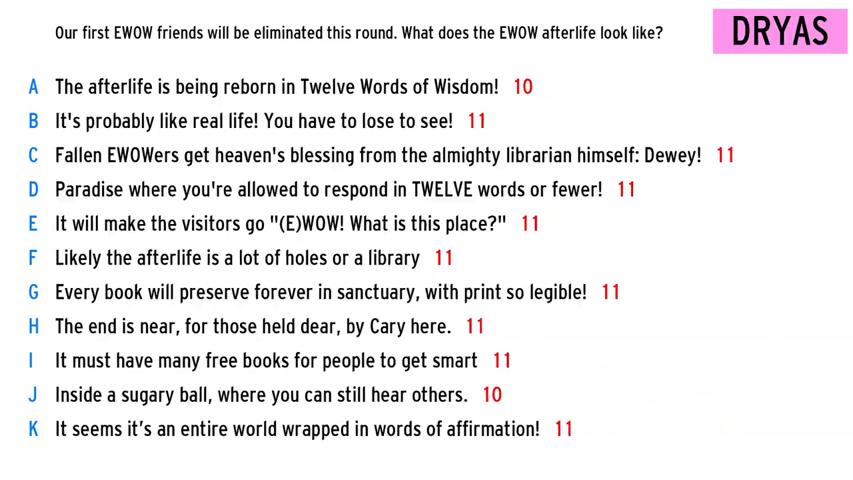 Our first EWOW friends will be eliminated this round. What does the EWOW afterlife look like?
DRYAS
A The afterlife is being reborn in Twelve Words of Wisdom! 10
B It's probably like real life! You have to lose to see! 11
C Fallen EWOWers get heaven's blessing from the almighty librarian himself: Dewey! 11
D Paradise where you're allowed to respond in TWELVE words or fewer! 11
E It will make the visitors go "(E)WOW! What is this place?" 11
F Likely the afterlife is a lot of holes or a library 11
G Every book will preserve forever in sanctuary, with print so legible! 11
H The end is near, for those held dear, by Cary here. 11
I It must have many free books for people to get smart 11
J Inside a sugary ball, where you can still hear others. 10
K It seems it’s an entire world wrapped in words of affirmation! 11